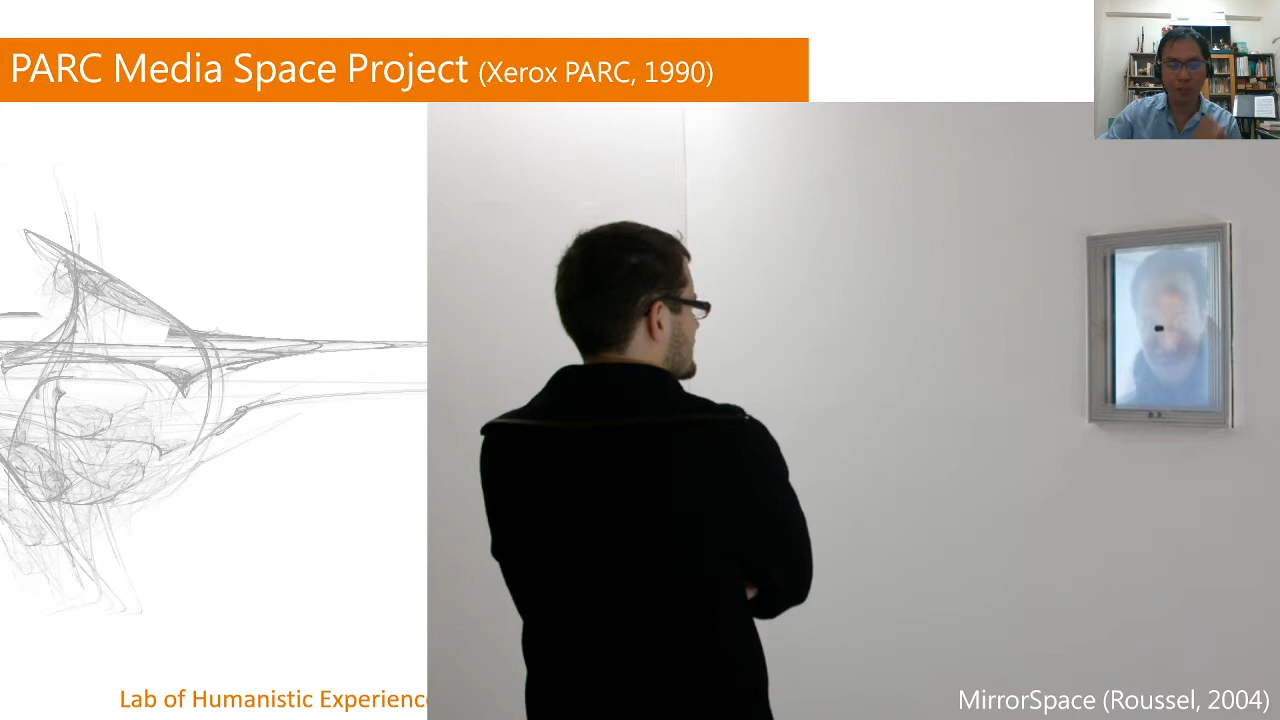 PARC Media Space Project (Xerox PARC, 1990)
Lab of Humanistic Experienc
MirrorSpace (Roussel, 2004)